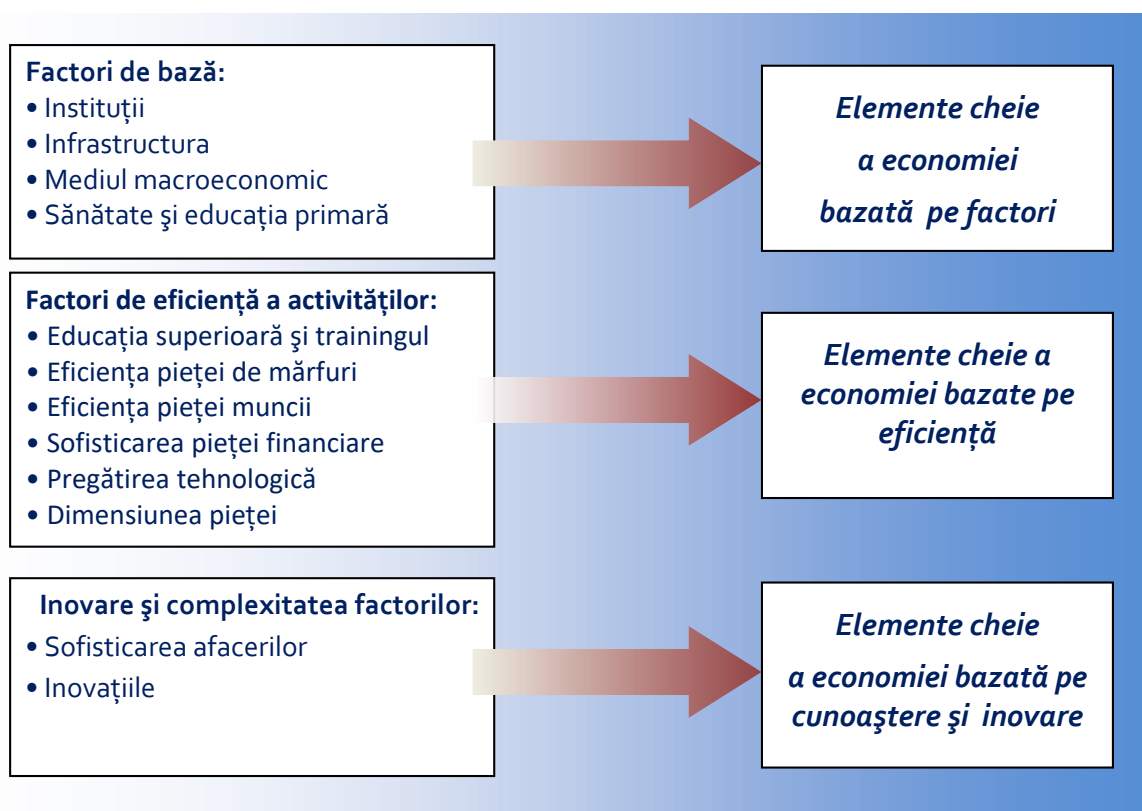 Factori de bază:
• Instituții
• Infrastructura
• Mediul macroeconomic
• Sănătate şi educația primară
Elemente cheie
a economiei
bazată pe factori
Factori de eficiență a activităților:
• Educația superioară şi trainingul
• Eficiența pieței de mărfuri
• Eficiența pieței muncii
• Sofisticarea pieței financiare
• Pregătirea tehnologică
• Dimensiunea pieței
Elemente cheie a
economiei bazate pe
eficiență
Inovare şi complexitatea factorilor:
• Sofisticarea afacerilor
• Inovațiile
Elemente cheie
a economiei bazată pe
cunoaştere şi inovare